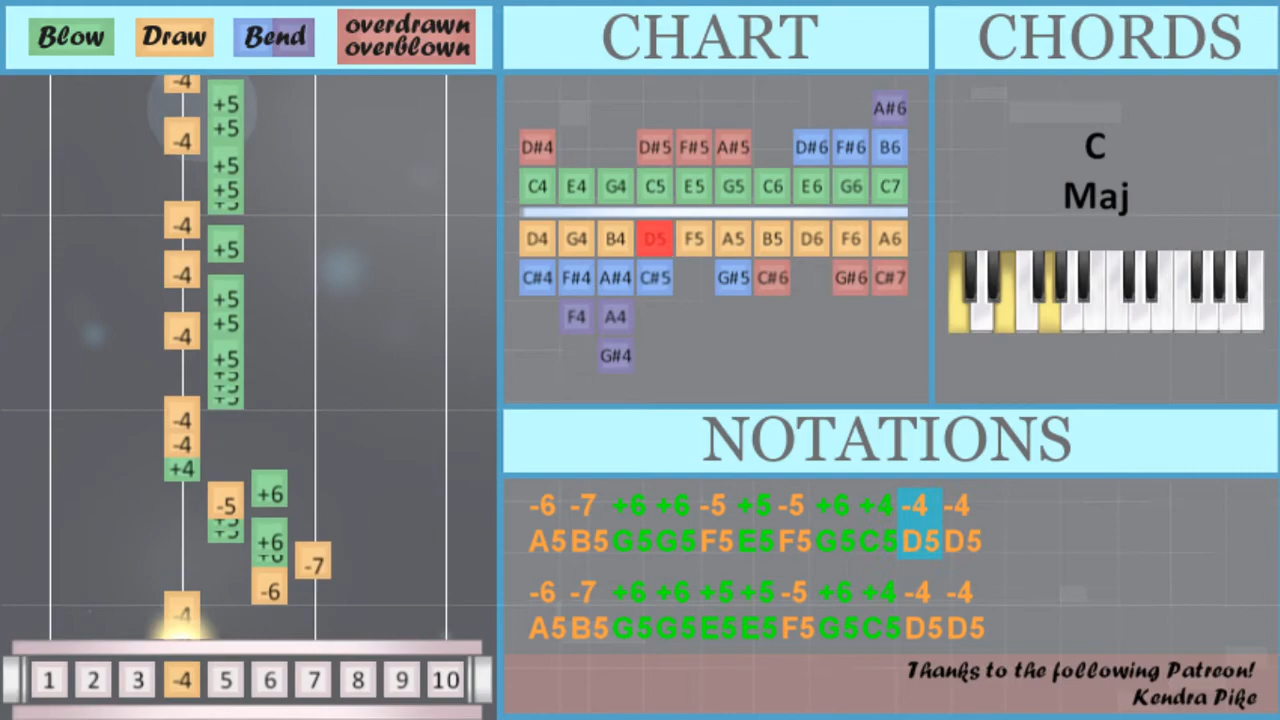 Blow Draw Bend overdrawn
overblown
CHART
CHORDS
-4
+5
+5
-4
+5
+5
+5
-4
+5
-4
+5
+5
-4
+5
+5
+5
+5
-4
-4
+4
+6
-5
+5
+6
+6
-7
-6
-4
1 2 3 -4 5 6 7 8 9 10
A#6
D#4 D#5 F#5 A#5 D#6 F#6 B6
C4 E4 G4 C5 E5 G5 C6 E6 G6 C7
D4 G4 B4 D5 F5 A5 B5 D6 F6 A6
C#4 F#4 A#4 C#5 G#5 C#6 G#6 C#7
F4 A4
G#4
C
Maj
NOTATIONS
-6 -7 +6 +6 -5 +5 -5 +6 +4 -4 -4
A5 B5 G5 G5 F5 E5 F5 G5 C5 D5 D5
-6 -7 +6 +6 +5 +5 -5 +6 +4 -4 -4
A5 B5 G5 G5 E5 E5 F5 G5 C5 D5 D5
Thanks to the following Patreon!
Kendra Pike